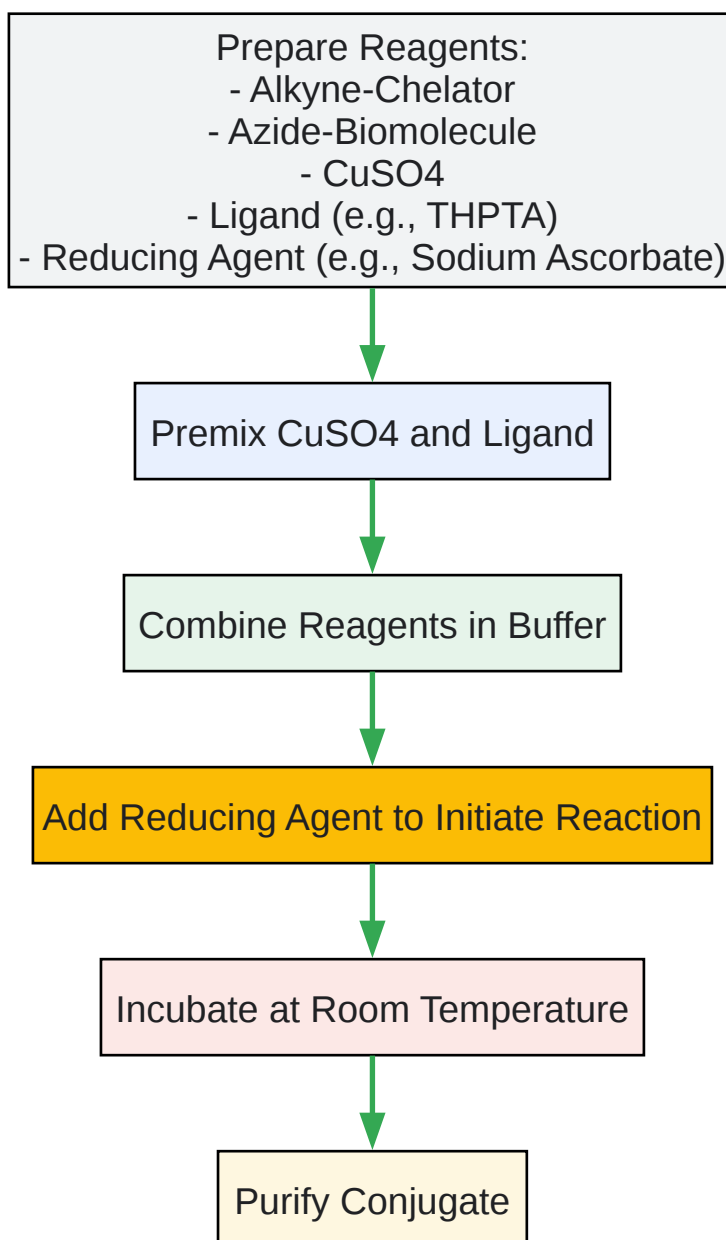 Prepare Reagents:
- Alkyne-Chelator
- Azide-Biomolecule
- CuSO4
- Ligand (e.g., THPTA)
- Reducing Agent (e.g., Sodium Ascorbate)
Premix CuSO4 and Ligand
Combine Reagents in Buffer
Add Reducing Agent to Initiate Reaction
Incubate at Room Temperature
Purify Conjugate